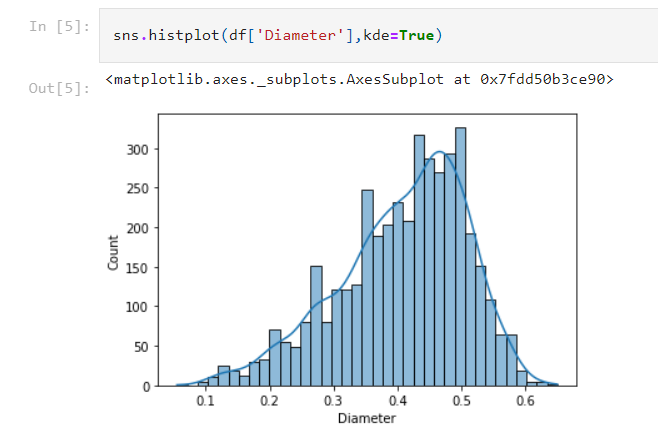 In [5]:
sns.histplot(df['Diameter'],kde=True)
Out[5]:
<matplotlib.axes._subplots.AxesSubplot at 0x7fdd50b3ce90>
300
250
200
150
100
50
0
Count
0.1 0.2 0.3 0.4 0.5 0.6
Diameter